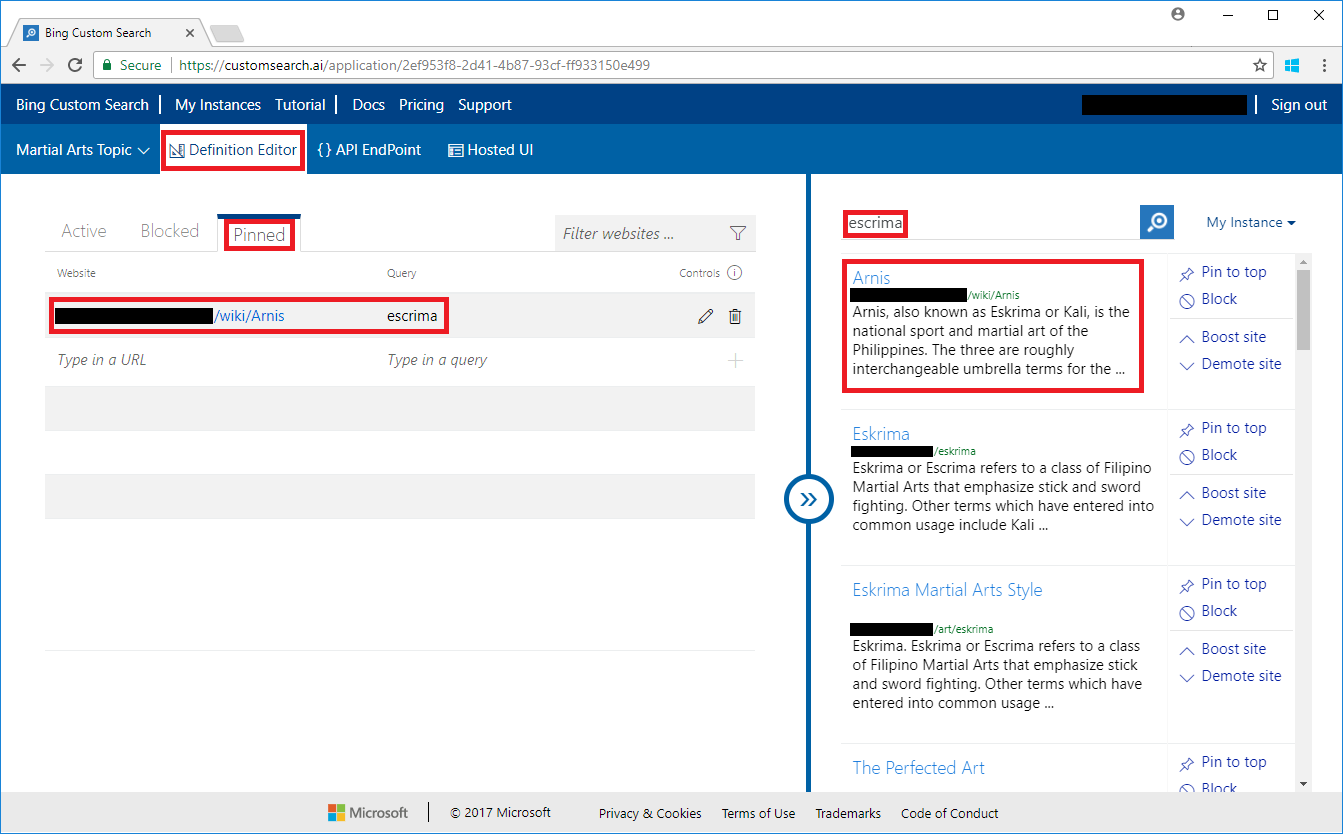 Bing Custom Search
Secure https://customsearch.ai/application/2ef953f8-2d41-4b87-93cf-ff933150e499
Bing Custom Search My Instances Tutorial Docs Pricing Support Sign out
Martial Arts Topic Definition Editor {} API EndPoint Hosted UI
Active Blocked Pinned Filter websites ...
Website Query Controls
/wiki/Arnis escrima
Type in a URL Type in a query
escrima My Instance
Arnis
/wiki/Arnis
Arnis, also known as Eskrima or Kali, is the
national sport and martial art of the
Philippines. The three are roughly
interchangeable umbrella terms for the ...
Pin to top
Block
Boost site
Demote site
Eskrima
/eskrima
Eskrima or Escrima refers to a class of Filipino
Martial Arts that emphasize stick and sword
fighting. Other terms which have entered into
common usage include Kali ...
Pin to top
Block
Boost site
Demote site
Eskrima Martial Arts Style
/art/eskrima
Eskrima. Eskrima or Escrima refers to a class
of Filipino Martial Arts that emphasize stick
and sword fighting. Other terms which have
entered into common usage ...
Pin to top
Block
Boost site
Demote site
The Perfected Art
Pin to top
Block
Microsoft © 2017 Microsoft Privacy & Cookies Terms of Use Trademarks Code of Conduct